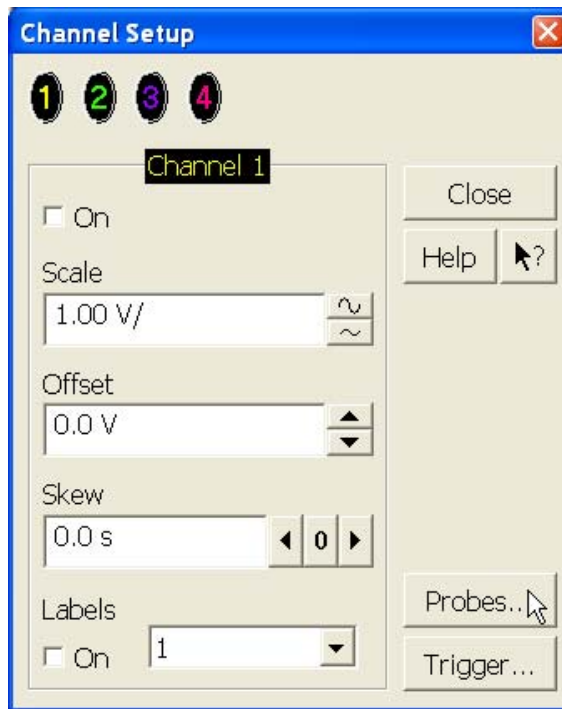 Channel Setup
1 2 3 4
Channel 1
On
Close
Help ?
Scale
1.00 V/
Offset
0.0 V
Skew
0.0 s 0
Labels
On 1
Probes...
Trigger...